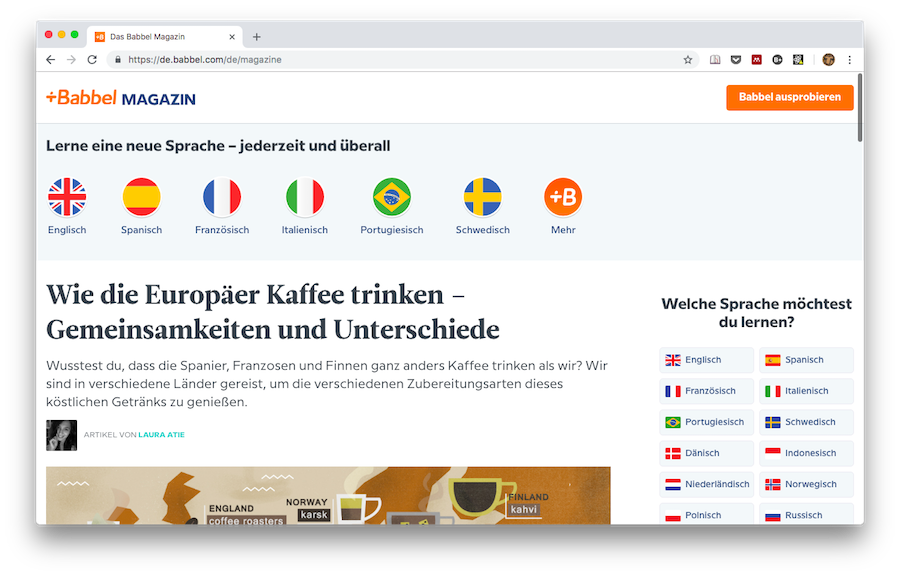 Das Babbel Magazin
https://de.babbel.com/de/magazine
+Babbel MAGAZIN
Babbel ausprobieren
Lerne eine neue Sprache – jederzeit und überall
+B
Englisch
Spanisch
Französisch
Italienisch
Portugiesisch
Schwedisch
Mehr
Wie die Europäer Kaffee trinken –
Gemeinsamkeiten und Unterschiede
Wusstest du, dass die Spanier, Franzosen und Finnen ganz anders Kaffee trinken als wir? Wir
sind in verschiedene Länder gereist, um die verschiedenen Zubereitungsarten dieses
köstlichen Getränks zu genießen.
ARTIKEL VON LAURA ATIE
ENGLAND
coffee roasters
NORWAY
karsk
FINLAND
kahvi
Welche Sprache möchtest
du lernen?
Englisch
Spanisch
Französisch
Italienisch
Portugiesisch
Schwedisch
Dänisch
Indonesisch
Niederländisch
Norwegisch
Polnisch
Russisch